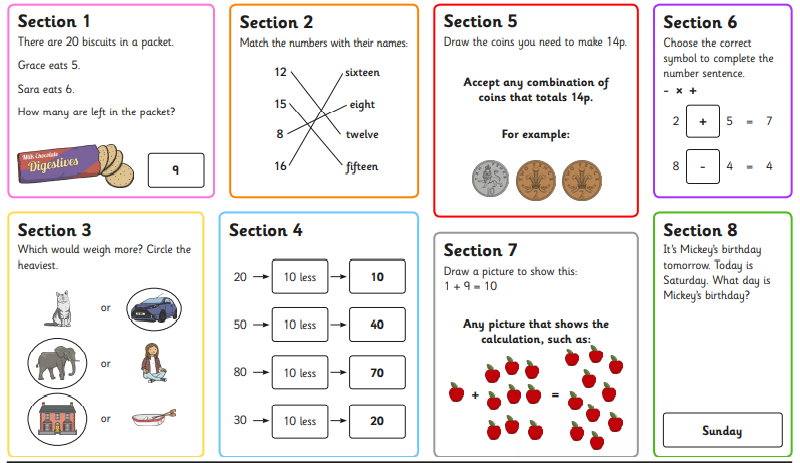 Section 1
There are 20 biscuits in a packet.
Grace eats 5.
Sara eats 6.
How many are left in the packet?
Milk Chocolate
Digestives
9
Section 2
Match the numbers with their names:
12 sixteen
15 eight
8 twelve
16 fifteen
Section 5
Draw the coins you need to make 14p.
Accept any combination of
coins that totals 14p.
For example:
Section 6
Choose the correct
symbol to complete the
number sentence.
- × +
2 + 5 = 7
8 - 4 = 4
Section 3
Which would weigh more? Circle the
heaviest.
or
or
or
Section 4
20 10 less 10
50 10 less 40
80 10 less 70
30 10 less 20
Section 7
Draw a picture to show this:
1 + 9 = 10
Any picture that shows the
calculation, such as:
+ =
Section 8
It's Mickey's birthday
tomorrow. Today is
Saturday. What day is
Mickey's birthday?
Sunday